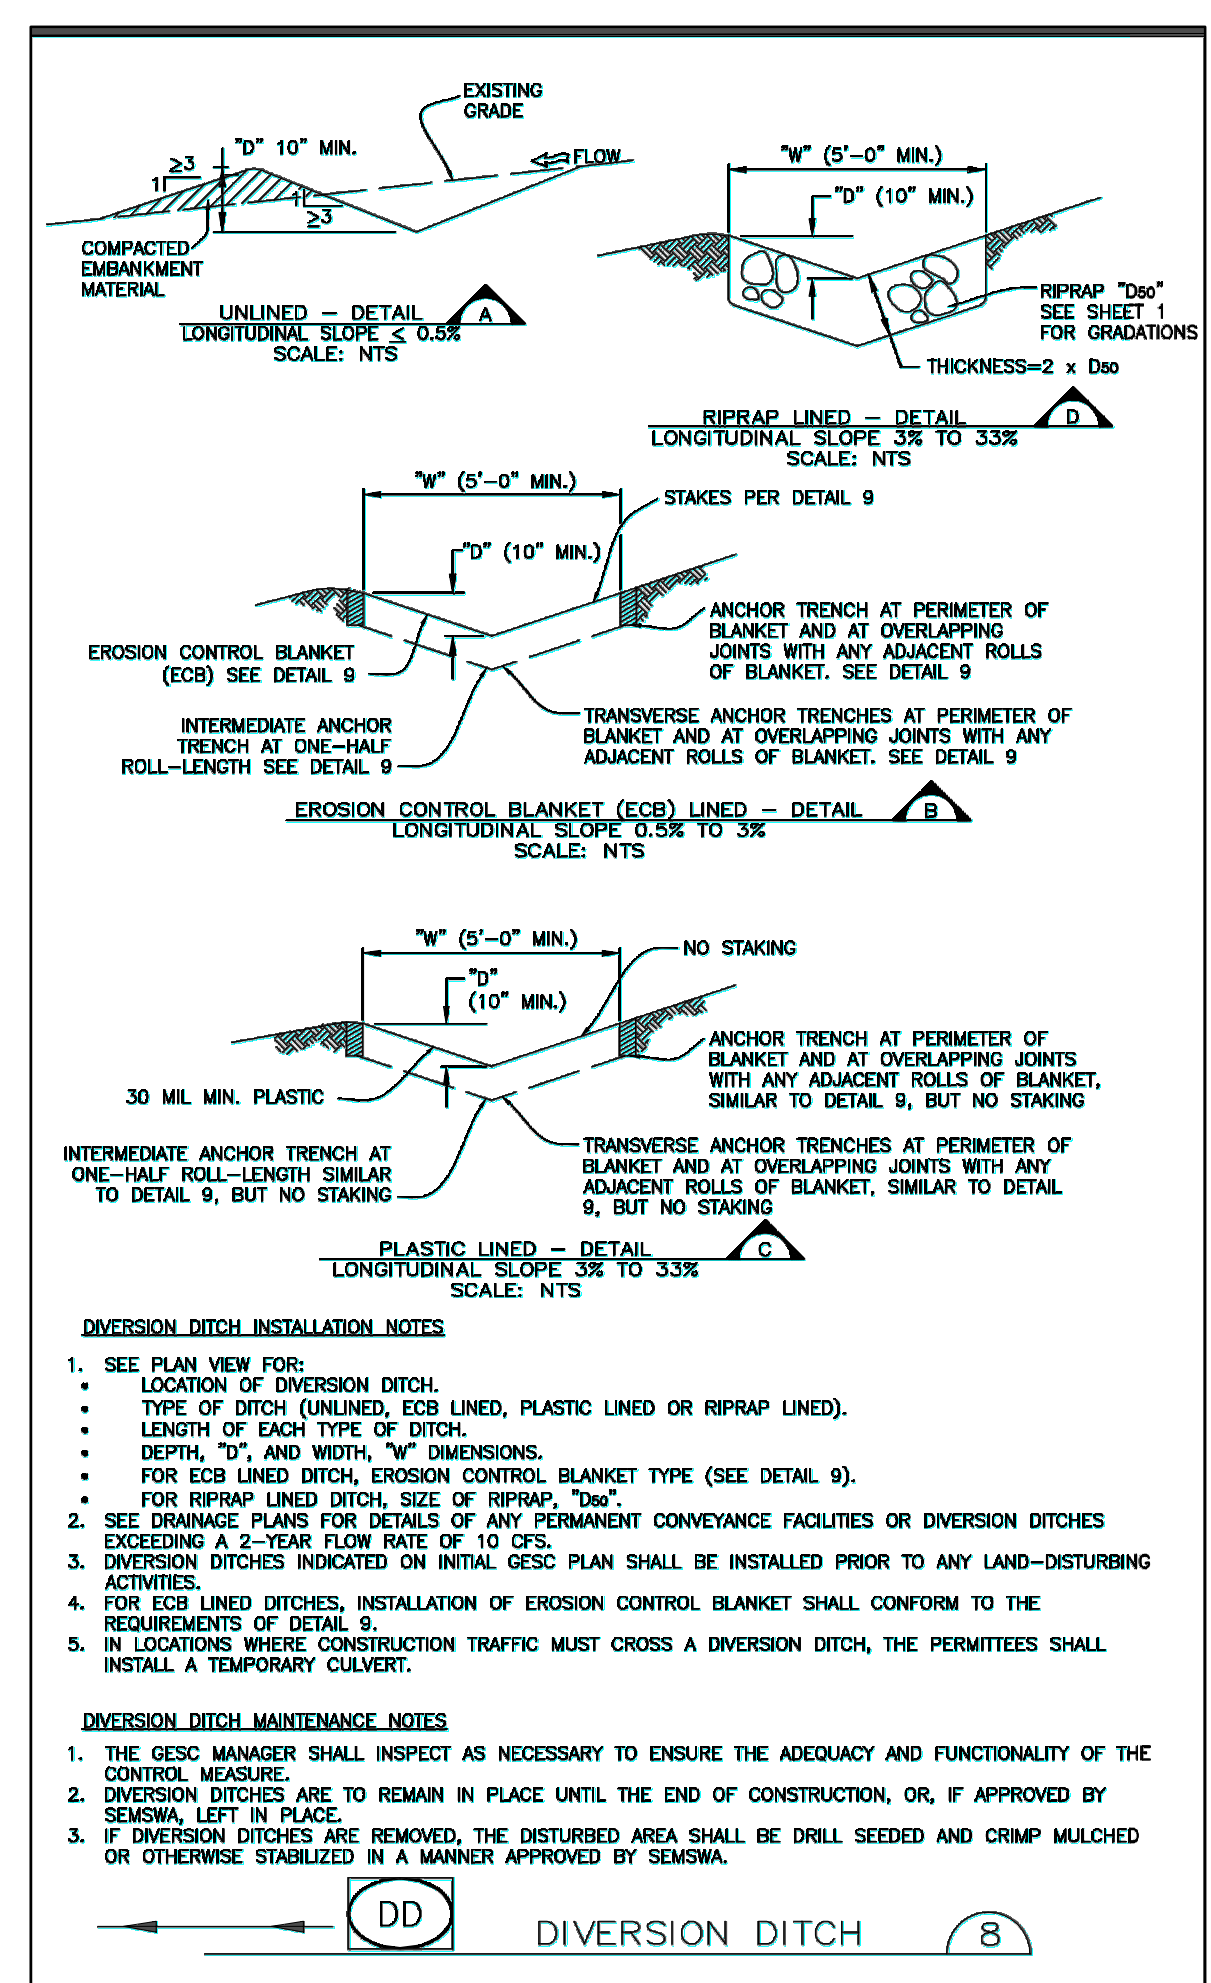 EXISTING
GRADE
"D" 10" MIN.
≥3
1
FLOW
1
≥3
COMPACTED
EMBANKMENT
MATERIAL
UNLINED – DETAIL
A
LONGITUDINAL SLOPE ≤ 0.5%
SCALE: NTS
"W" (5'–0" MIN.)
"D" (10" MIN.)
RIPRAP "D50"
SEE SHEET 1
FOR GRADATIONS
THICKNESS=2 x D50
RIPRAP LINED – DETAIL
D
LONGITUDINAL SLOPE 3% TO 33%
SCALE: NTS
"W" (5'–0" MIN.)
STAKES PER DETAIL 9
"D" (10" MIN.)
ANCHOR TRENCH AT PERIMETER OF
BLANKET AND AT OVERLAPPING
JOINTS WITH ANY ADJACENT ROLLS
OF BLANKET. SEE DETAIL 9
EROSION CONTROL BLANKET
(ECB) SEE DETAIL 9
INTERMEDIATE ANCHOR
TRENCH AT ONE–HALF
ROLL–LENGTH SEE DETAIL 9
TRANSVERSE ANCHOR TRENCHES AT PERIMETER OF
BLANKET AND AT OVERLAPPING JOINTS WITH ANY
ADJACENT ROLLS OF BLANKET. SEE DETAIL 9
EROSION CONTROL BLANKET (ECB) LINED – DETAIL
B
LONGITUDINAL SLOPE 0.5% TO 3%
SCALE: NTS
"W" (5'–0" MIN.)
NO STAKING
"D"
(10" MIN.)
ANCHOR TRENCH AT PERIMETER OF
BLANKET AND AT OVERLAPPING JOINTS
WITH ANY ADJACENT ROLLS OF BLANKET,
SIMILAR TO DETAIL 9, BUT NO STAKING
30 MIL MIN. PLASTIC
INTERMEDIATE ANCHOR TRENCH AT
ONE–HALF ROLL–LENGTH SIMILAR
TO DETAIL 9, BUT NO STAKING
TRANSVERSE ANCHOR TRENCHES AT PERIMETER OF
BLANKET AND AT OVERLAPPING JOINTS WITH ANY
ADJACENT ROLLS OF BLANKET, SIMILAR TO DETAIL
9, BUT NO STAKING
PLASTIC LINED – DETAIL
C
LONGITUDINAL SLOPE 3% TO 33%
SCALE: NTS
DIVERSION DITCH INSTALLATION NOTES
1. SEE PLAN VIEW FOR:
• LOCATION OF DIVERSION DITCH.
• TYPE OF DITCH (UNLINED, ECB LINED, PLASTIC LINED OR RIPRAP LINED).
• LENGTH OF EACH TYPE OF DITCH.
• DEPTH, "D", AND WIDTH, "W" DIMENSIONS.
• FOR ECB LINED DITCH, EROSION CONTROL BLANKET TYPE (SEE DETAIL 9).
• FOR RIPRAP LINED DITCH, SIZE OF RIPRAP, "D50".
2. SEE DRAINAGE PLANS FOR DETAILS OF ANY PERMANENT CONVEYANCE FACILITIES OR DIVERSION DITCHES
EXCEEDING A 2–YEAR FLOW RATE OF 10 CFS.
3. DIVERSION DITCHES INDICATED ON INITIAL GESC PLAN SHALL BE INSTALLED PRIOR TO ANY LAND–DISTURBING
ACTIVITIES.
4. FOR ECB LINED DITCHES, INSTALLATION OF EROSION CONTROL BLANKET SHALL CONFORM TO THE
REQUIREMENTS OF DETAIL 9.
5. IN LOCATIONS WHERE CONSTRUCTION TRAFFIC MUST CROSS A DIVERSION DITCH, THE PERMITTEES SHALL
INSTALL A TEMPORARY CULVERT.
DIVERSION DITCH MAINTENANCE NOTES
1. THE GESC MANAGER SHALL INSPECT AS NECESSARY TO ENSURE THE ADEQUACY AND FUNCTIONALITY OF THE
CONTROL MEASURE.
2. DIVERSION DITCHES ARE TO REMAIN IN PLACE UNTIL THE END OF CONSTRUCTION, OR, IF APPROVED BY
SEMSWA, LEFT IN PLACE.
3. IF DIVERSION DITCHES ARE REMOVED, THE DISTURBED AREA SHALL BE DRILL SEEDED AND CRIMP MULCHED
OR OTHERWISE STABILIZED IN A MANNER APPROVED BY SEMSWA.
DD
DIVERSION DITCH
8